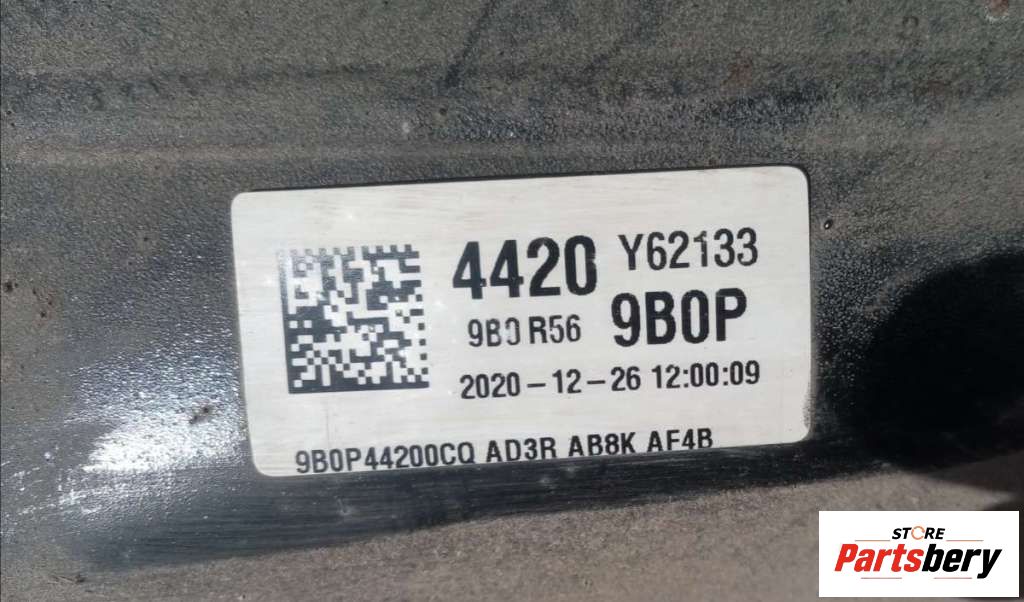 4420 Y62133
9B0 R56 9B0P
2020-12-26 12:00:09
9B0P44200CQ AD3R AB8K AF4B
STORE
Partsbery